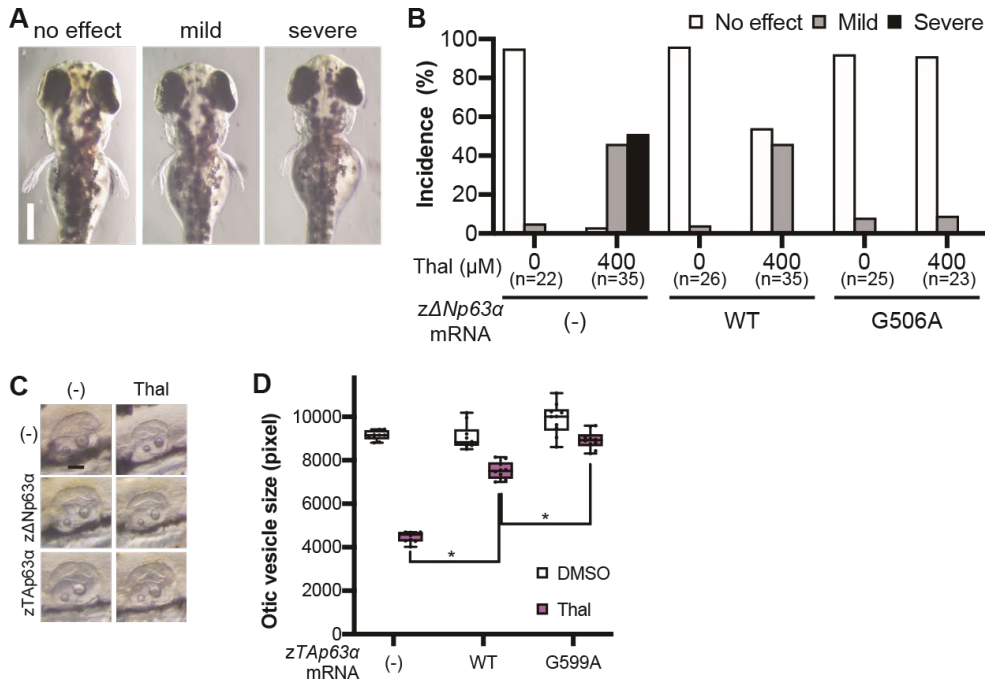 A
no effect mild severe
B
No effect Mild Severe
Incidence (%)
100
80
60
40
20
0
Thal (µM) 0 400 0 400 0 400
(n=22) (n=35) (n=26) (n=35) (n=25) (n=23)
zΔNp63α
mRNA
(-) WT G506A
C
(-) Thal
(-)
zΔNp63α
zTAp63α
D
Otic vesicle size (pixel)
10000
8000
6000
4000
2000
0
*
*
DMSO
Thal
zTAp63α
mRNA
(-) WT G599A